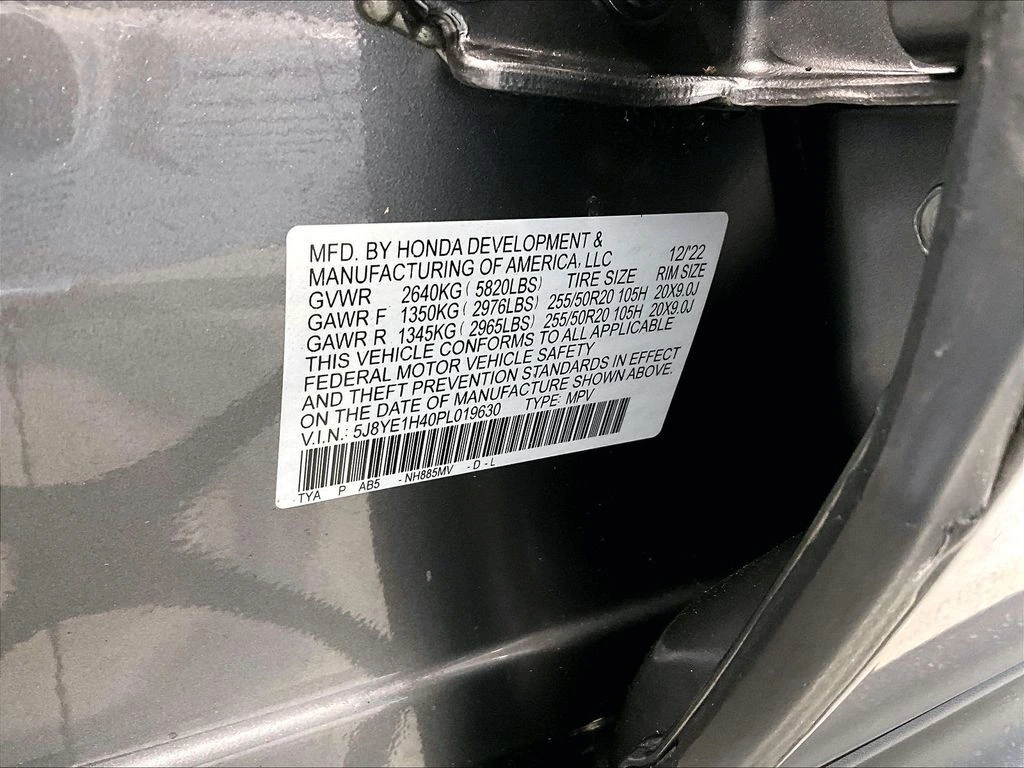 MFD. BY HONDA DEVELOPMENT &
MANUFACTURING OF AMERICA, LLC 12/'22
GVWR 2640KG ( 5820LBS) TIRE SIZE RIM SIZE
GAWR F 1350KG ( 2976LBS) 255/50R20 105H 20X9.0J
GAWR R 1345KG ( 2965LBS) 255/50R20 105H 20X9.0J
THIS VEHICLE CONFORMS TO ALL APPLICABLE
FEDERAL MOTOR VEHICLE SAFETY
AND THEFT PREVENTION STANDARDS IN EFFECT
ON THE DATE OF MANUFACTURE SHOWN ABOVE.
V.I.N.: 5J8YE1H40PL019630 TYPE: MPV
TYA P AB5 - NH885MV - D - L